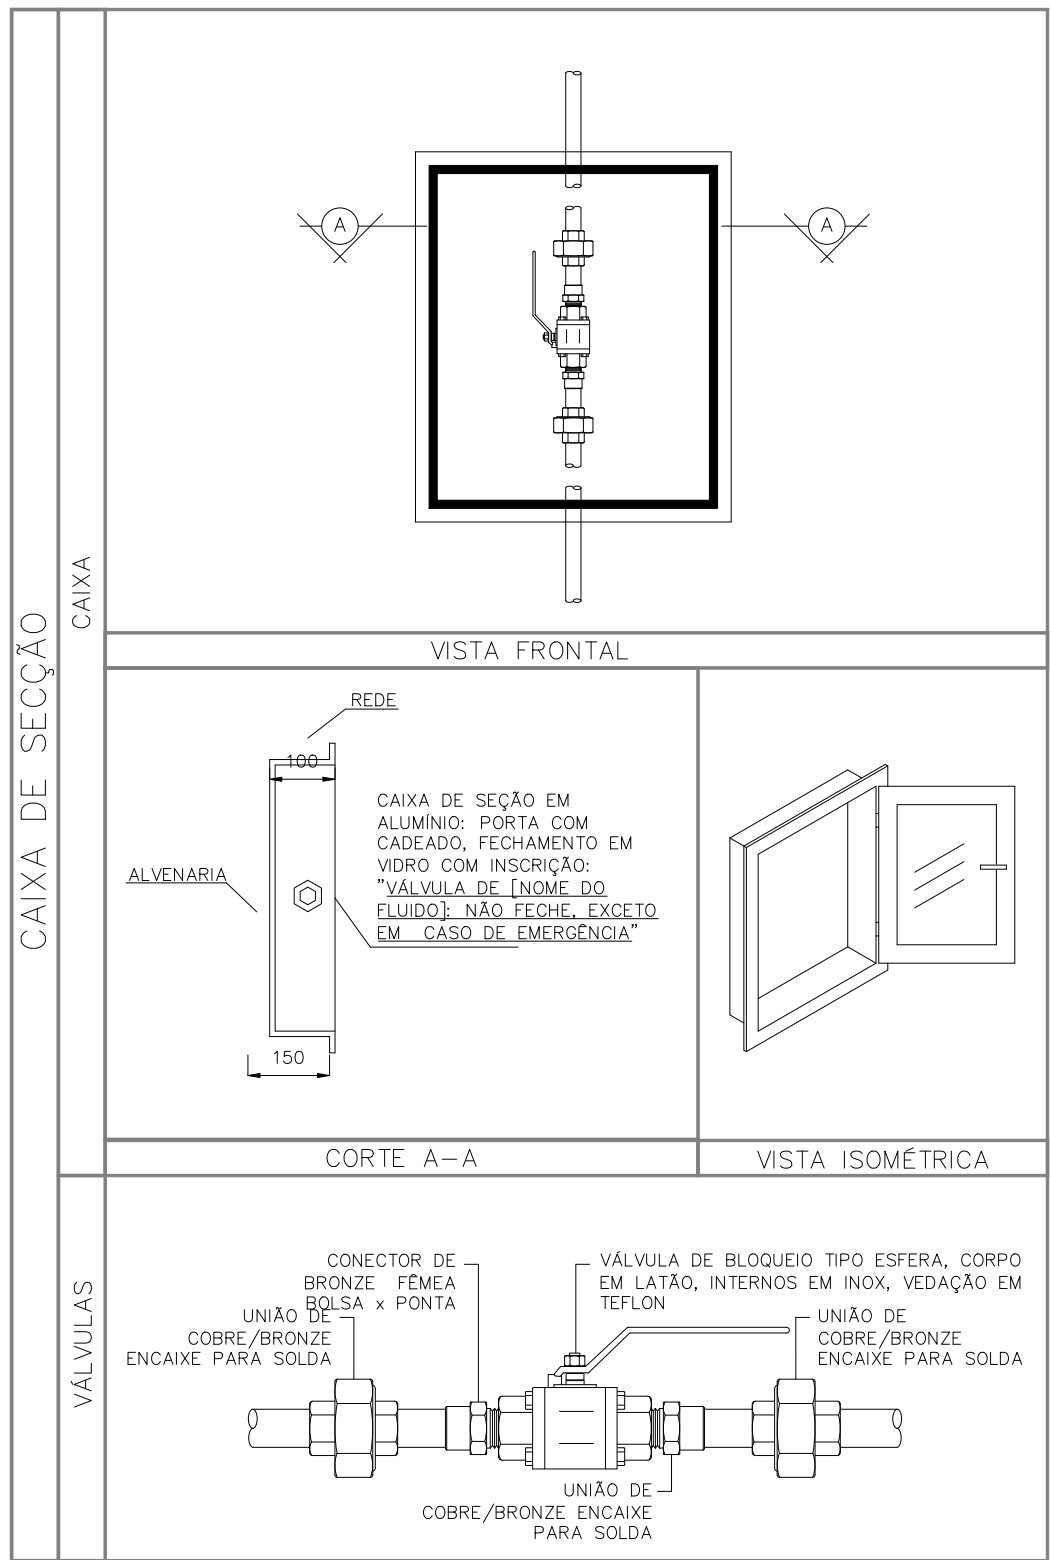 CAIXA DE SECÇÃO
CAIXA
A
A
VISTA FRONTAL
REDE
100
CAIXA DE SEÇÃO EM
ALUMÍNIO: PORTA COM
CADEADO, FECHAMENTO EM
VIDRO COM INSCRIÇÃO:
"VÁLVULA DE [NOME DO
FLUIDO]: NÃO FECHE, EXCETO
EM CASO DE EMERGÊNCIA"
ALVENARIA
150
CORTE A-A
VISTA ISOMÉTRICA
VÁLVULAS
CONECTOR DE
BRONZE FÊMEA
BOLSA x PONTA
UNIÃO DE
COBRE/BRONZE
ENCAIXE PARA SOLDA
VÁLVULA DE BLOQUEIO TIPO ESFERA, CORPO
EM LATÃO, INTERNOS EM INOX, VEDAÇÃO EM
TEFLON
UNIÃO DE
COBRE/BRONZE
ENCAIXE PARA SOLDA
UNIÃO DE
COBRE/BRONZE ENCAIXE
PARA SOLDA